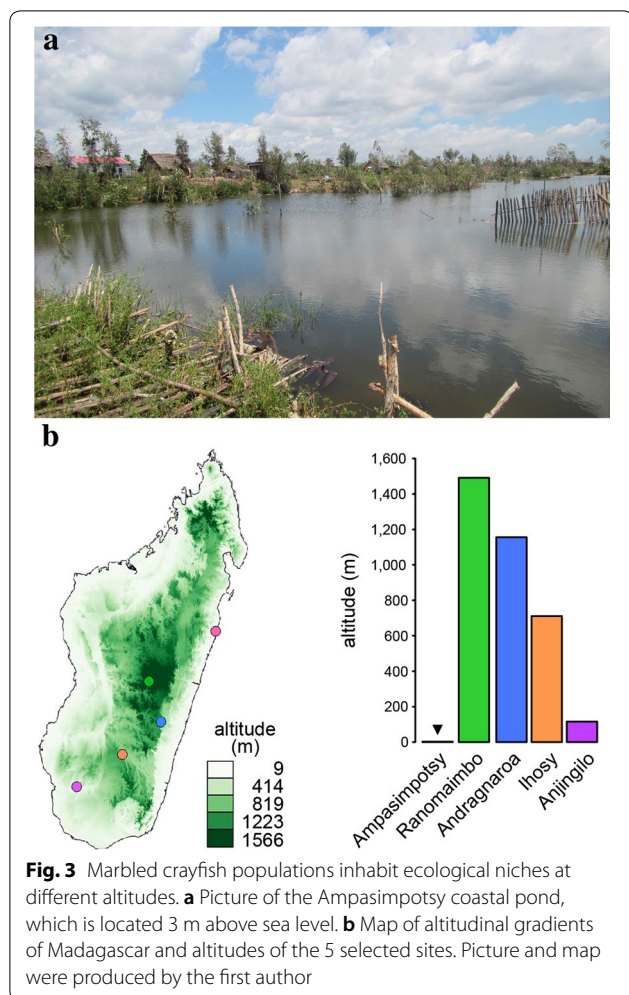 a
b
1,600
1,400
1,200
1,000
800
600
400
200
0
altitude (m)
altitude
(m)
9
414
819
1223
1566
Ampasimpotsy
Ranomaimbo
Andragnaroa
Ihosy
Anjingilo
Fig. 3 Marbled crayfish populations inhabit ecological niches at
different altitudes. a Picture of the Ampasimpotsy coastal pond,
which is located 3 m above sea level. b Map of altitudinal gradients
of Madagascar and altitudes of the 5 selected sites. Picture and map
were produced by the first author